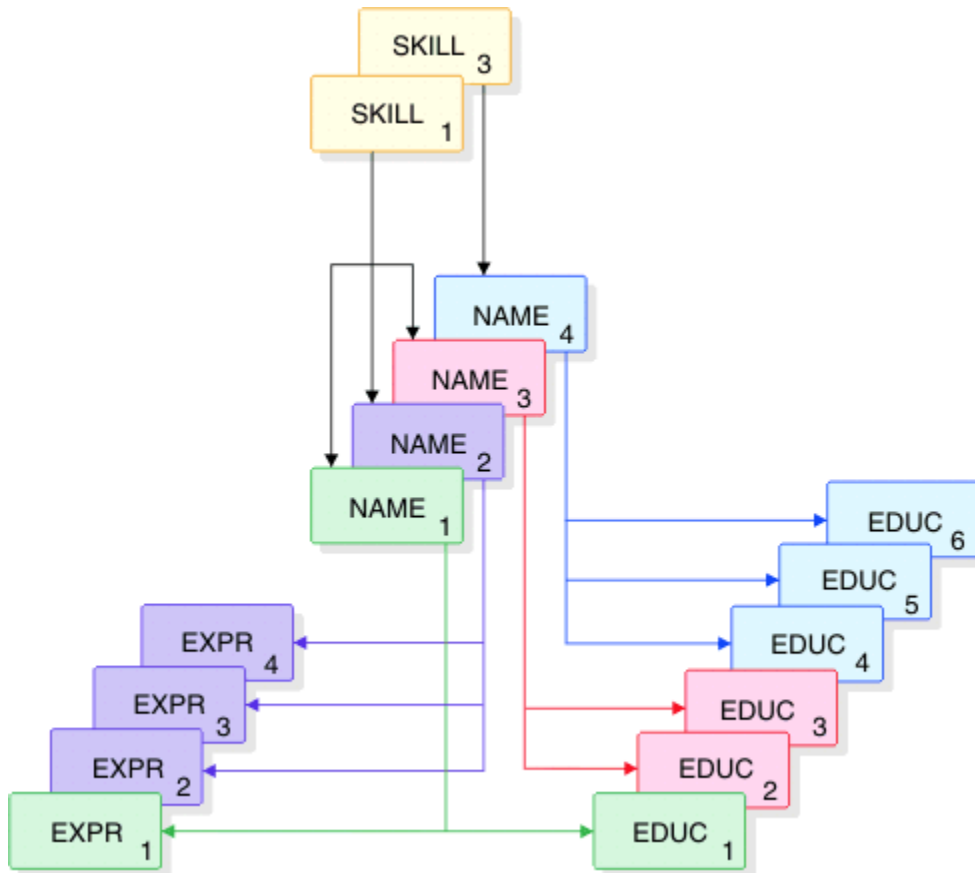 SKILL 3
SKILL 1
NAME 4
NAME 3
NAME 2
NAME 1
EDUC 6
EDUC 5
EDUC 4
EDUC 3
EDUC 2
EDUC 1
EXPR 4
EXPR 3
EXPR 2
EXPR 1